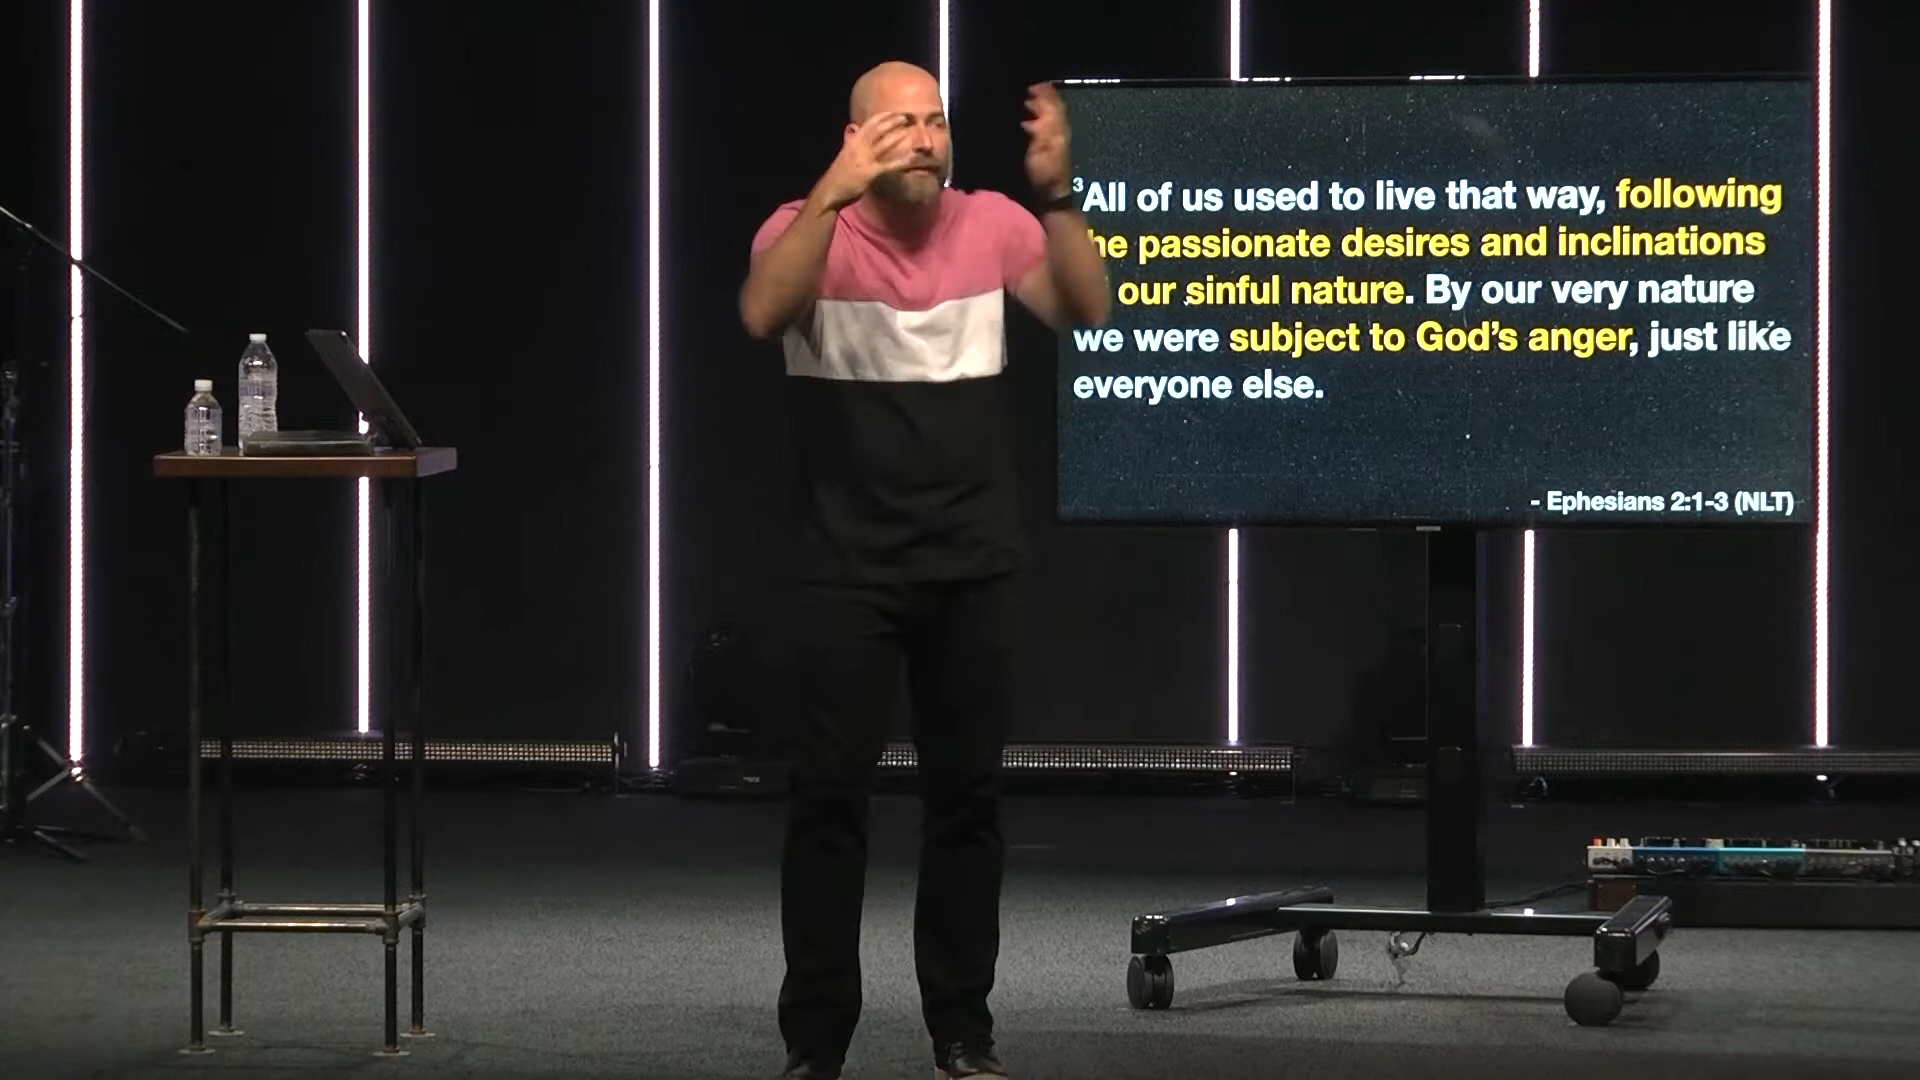 ³All of us used to live that way, following
he passionate desires and inclinations
our sinful nature. By our very nature
we were subject to God's anger, just like
everyone else.
- Ephesians 2:1-3 (NLT)